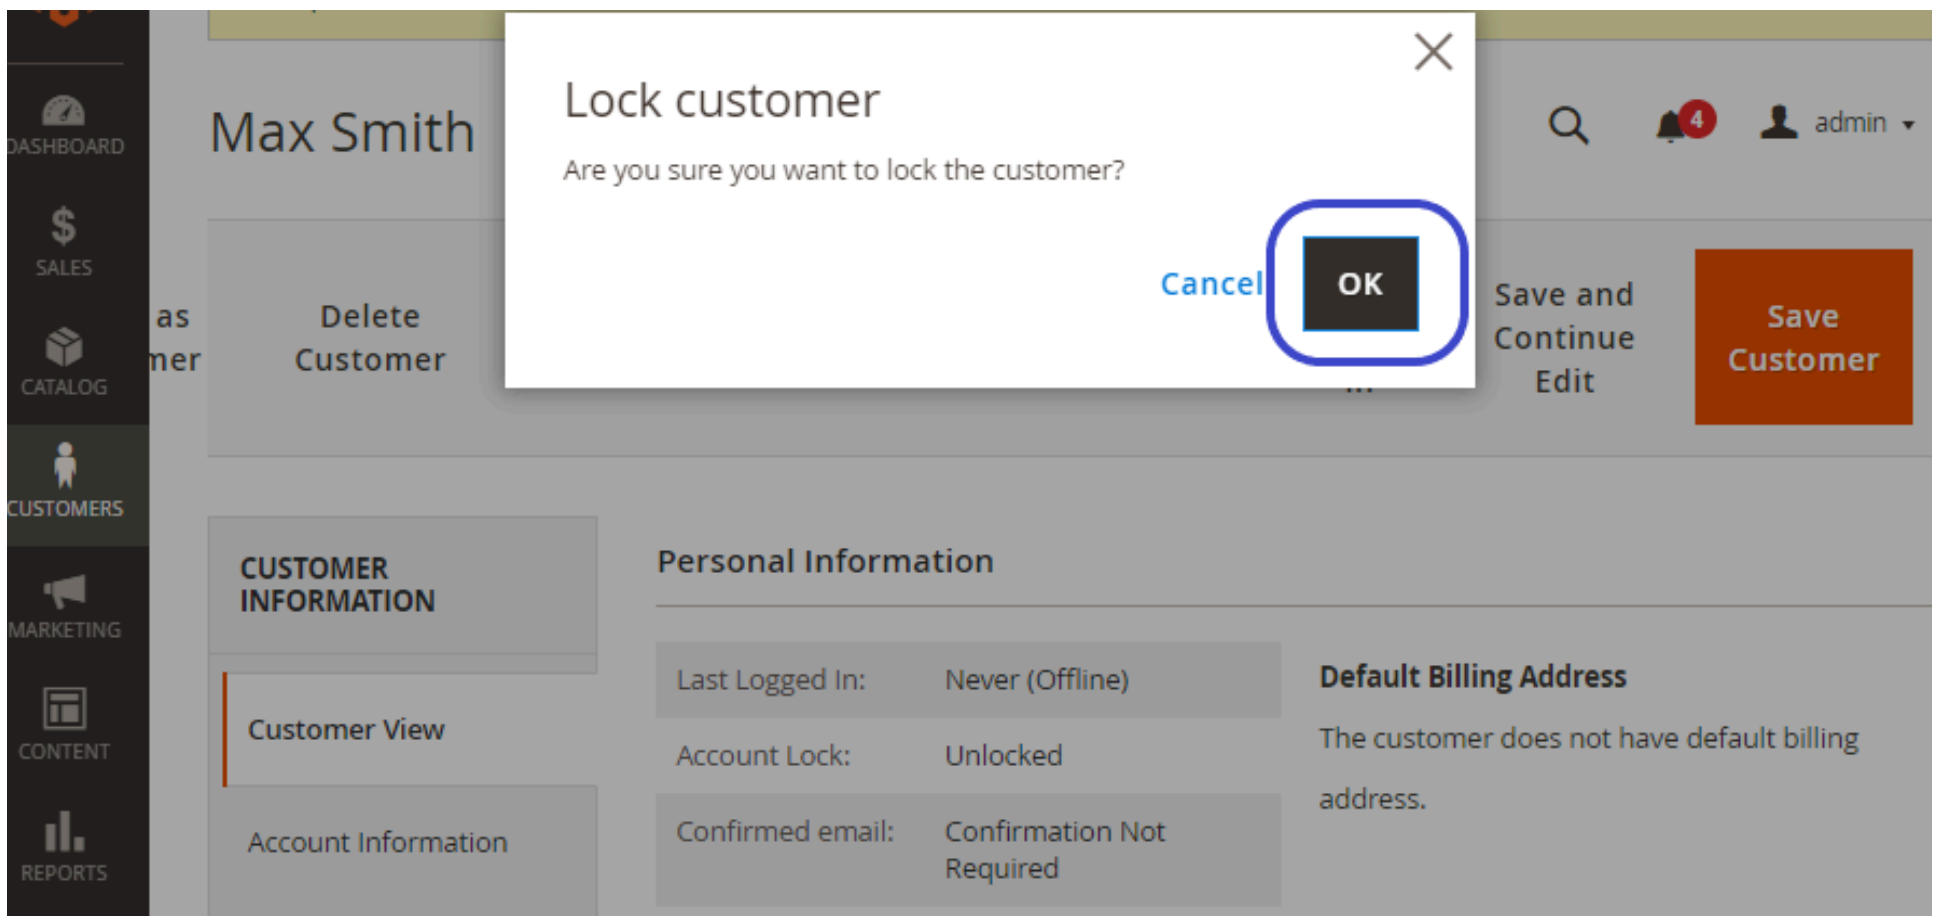 Lock customer
Are you sure you want to lock the customer?
Cancel
OK
Max Smith
4
admin
DASHBOARD
SALES
CATALOG
CUSTOMERS
MARKETING
CONTENT
REPORTS
as
mer
Delete
Customer
Save and
Continue
Edit
Save
Customer
CUSTOMER
INFORMATION
Customer View
Account Information
Personal Information
Last Logged In: Never (Offline)
Account Lock: Unlocked
Confirmed email: Confirmation Not
Required
Default Billing Address
The customer does not have default billing
address.